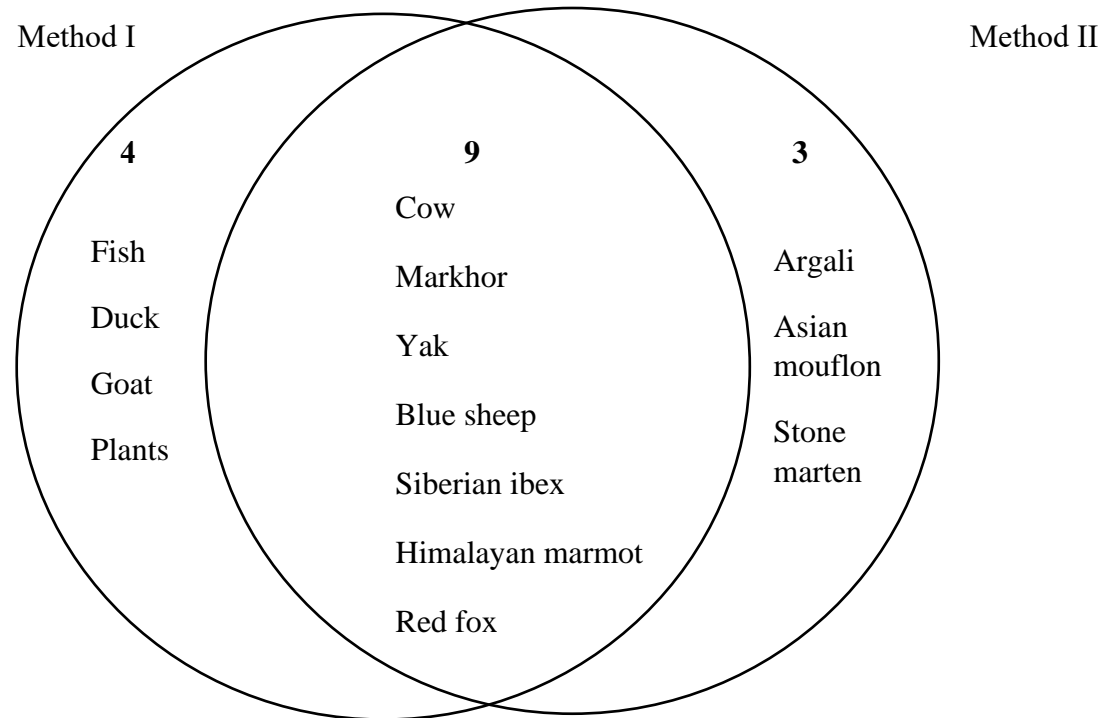 Method I
Method II
4
Fish
Duck
Goat
Plants
9
Cow
Markhor
Yak
Blue sheep
Siberian ibex
Himalayan marmot
Red fox
3
Argali
Asian
mouflon
Stone
marten